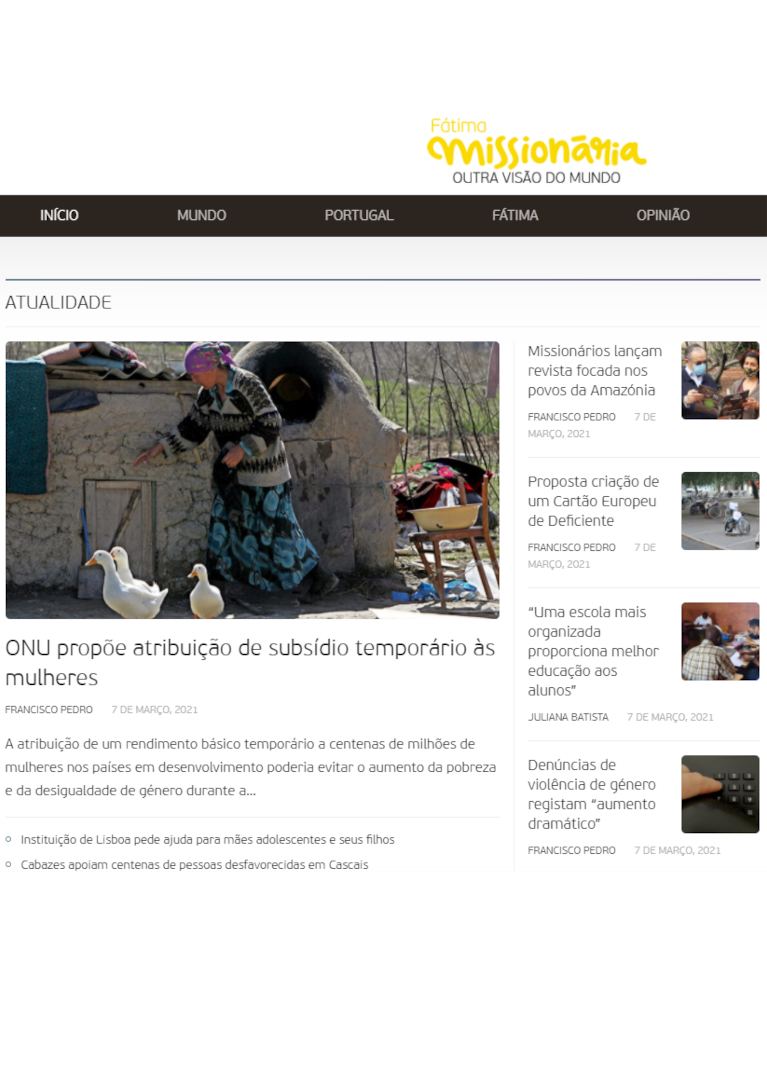 Fátima
Missionária
OUTRA VISÃO DO MUNDO
INÍCIO MUNDO PORTUGAL FÁTIMA OPINIÃO
ATUALIDADE
ONU propõe atribuição de subsídio temporário às
mulheres
FRANCISCO PEDRO 7 DE MARÇO, 2021
A atribuição de um rendimento básico temporário a centenas de milhões de
mulheres nos países em desenvolvimento poderia evitar o aumento da pobreza
e da desigualdade de género durante a...
Instituição de Lisboa pede ajuda para mães adolescentes e seus filhos
Cabazes apoiam centenas de pessoas desfavorecidas em Cascais
Missionários lançam
revista focada nos
povos da Amazónia
FRANCISCO PEDRO 7 DE
MARÇO, 2021
Proposta criação de
um Cartão Europeu
de Deficiente
FRANCISCO PEDRO 7 DE
MARÇO, 2021
“Uma escola mais
organizada
proporciona melhor
educação aos
alunos”
JULIANA BATISTA 7 DE MARÇO, 2021
Denúncias de
violência de género
registam “aumento
dramático”
FRANCISCO PEDRO 7 DE MARÇO, 2021